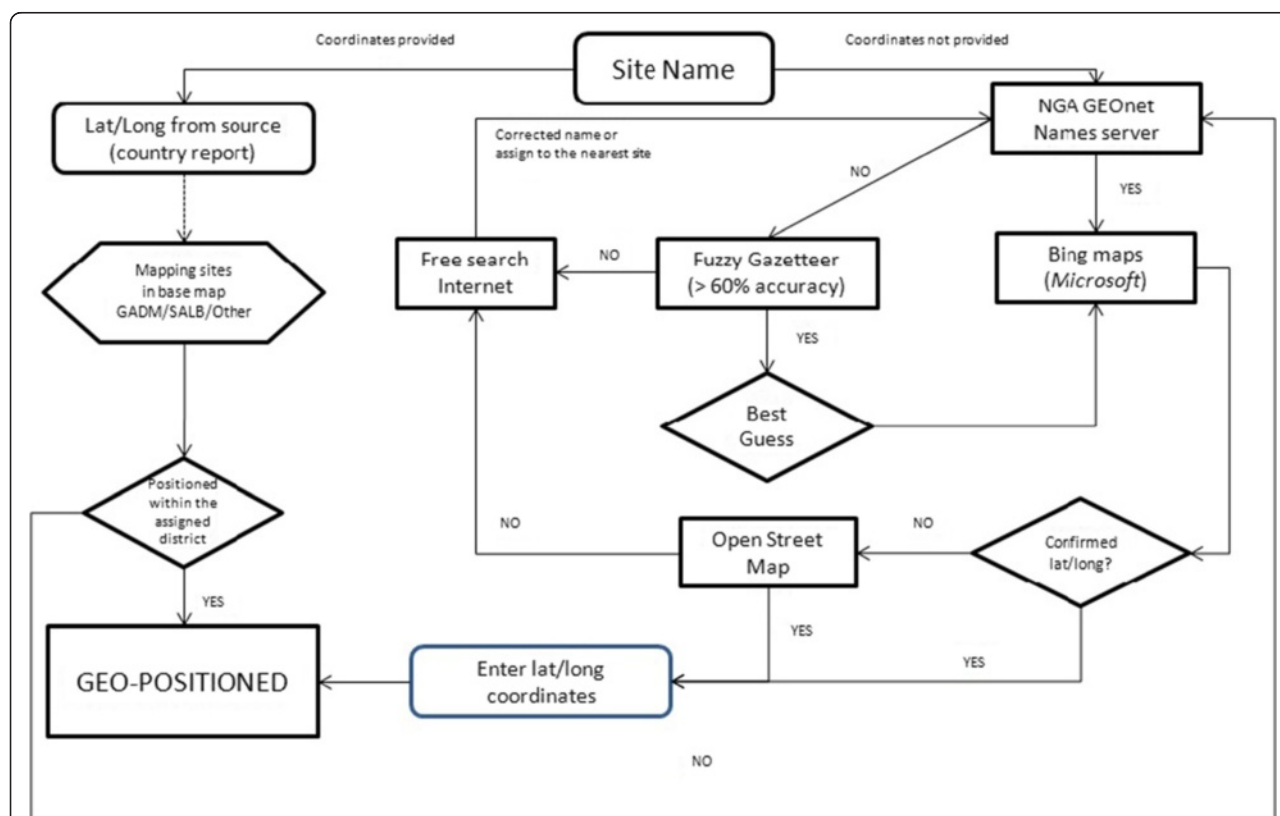 Coordinates provided
Coordinates not provided
Site Name
NGA GEOnet
Names server
Lat/Long from source
(country report)
Corrected name or
assign to the nearest site
NO
YES
Mapping sites
in base map
GADM/SALB/Other
Free search
Internet
NO
Fuzzy Gazetteer
(> 60% accuracy)
Bing maps
(Microsoft)
YES
Best
Guess
Positioned
within the
assigned
district
NO
Open Street
Map
NO
Confirmed
lat/long?
YES
YES
YES
GEO-POSITIONED
Enter lat/long
coordinates
NO